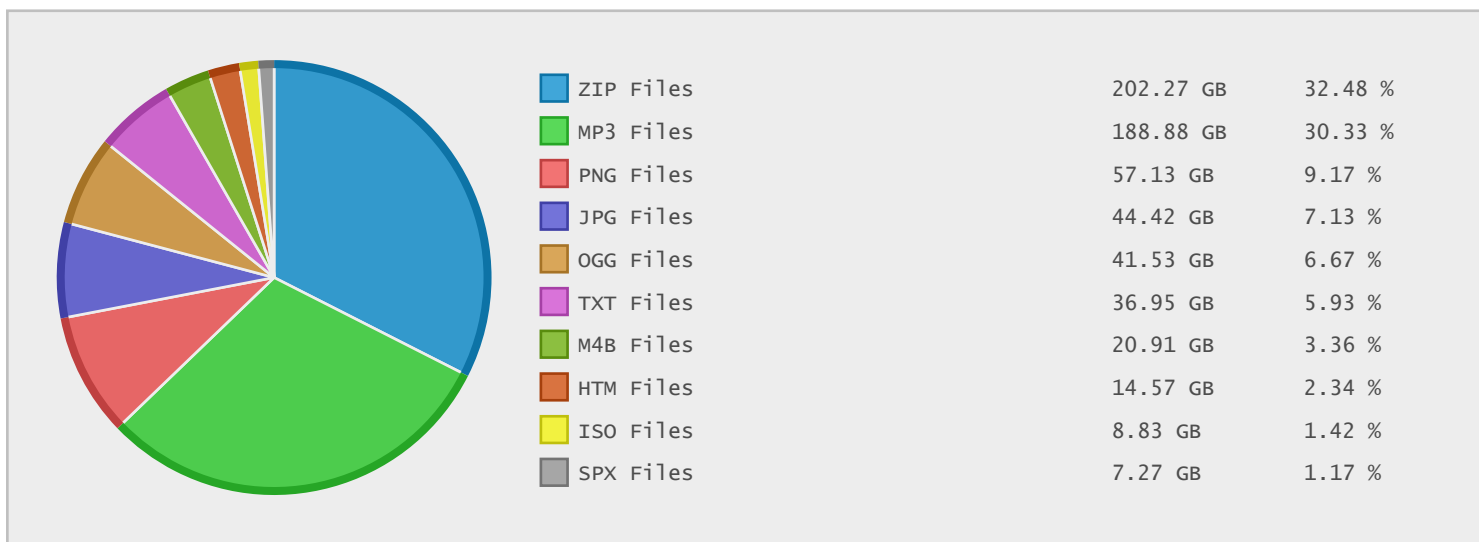 ZIP Files 202.27 GB 32.48 %
MP3 Files 188.88 GB 30.33 %
PNG Files 57.13 GB 9.17 %
JPG Files 44.42 GB 7.13 %
OGG Files 41.53 GB 6.67 %
TXT Files 36.95 GB 5.93 %
M4B Files 20.91 GB 3.36 %
HTM Files 14.57 GB 2.34 %
ISO Files 8.83 GB 1.42 %
SPX Files 7.27 GB 1.17 %